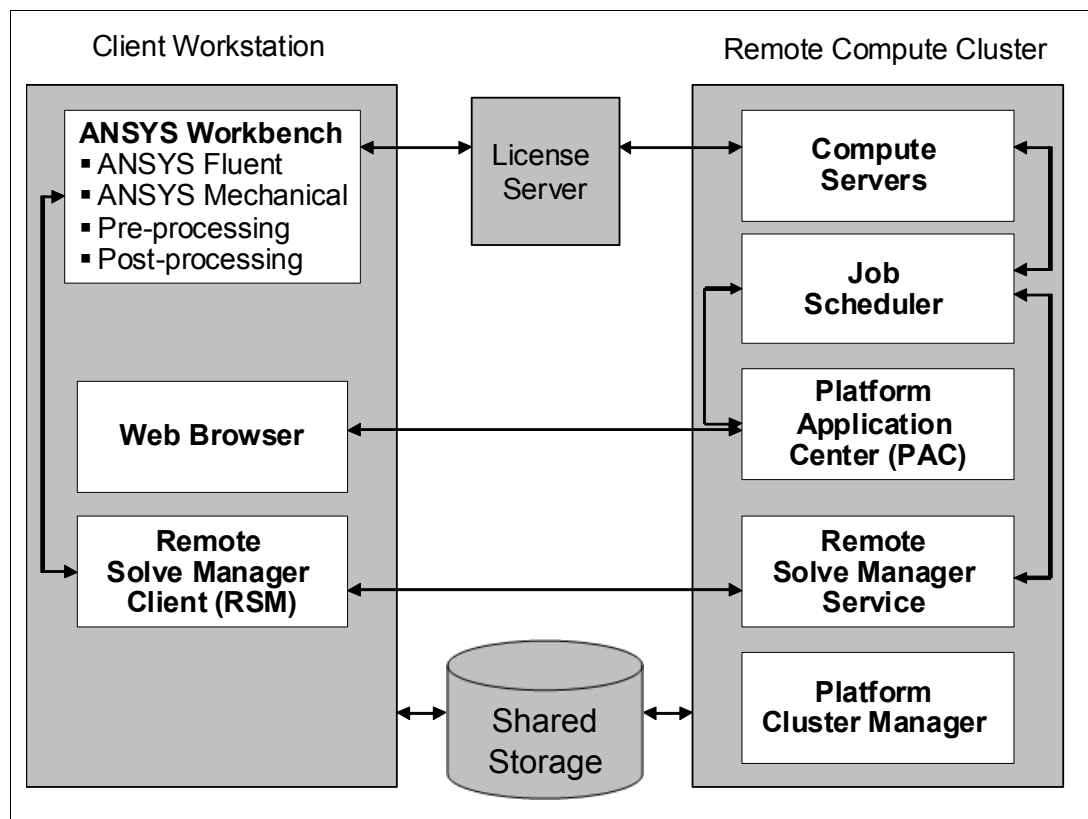 Client Workstation
ANSYS Workbench
▪ ANSYS Fluent
▪ ANSYS Mechanical
▪ Pre-processing
▪ Post-processing
Web Browser
Remote
Solve Manager
Client (RSM)
License
Server
Shared
Storage
Remote Compute Cluster
Compute
Servers
Job
Scheduler
Platform
Application
Center (PAC)
Remote
Solve Manager
Service
Platform
Cluster Manager